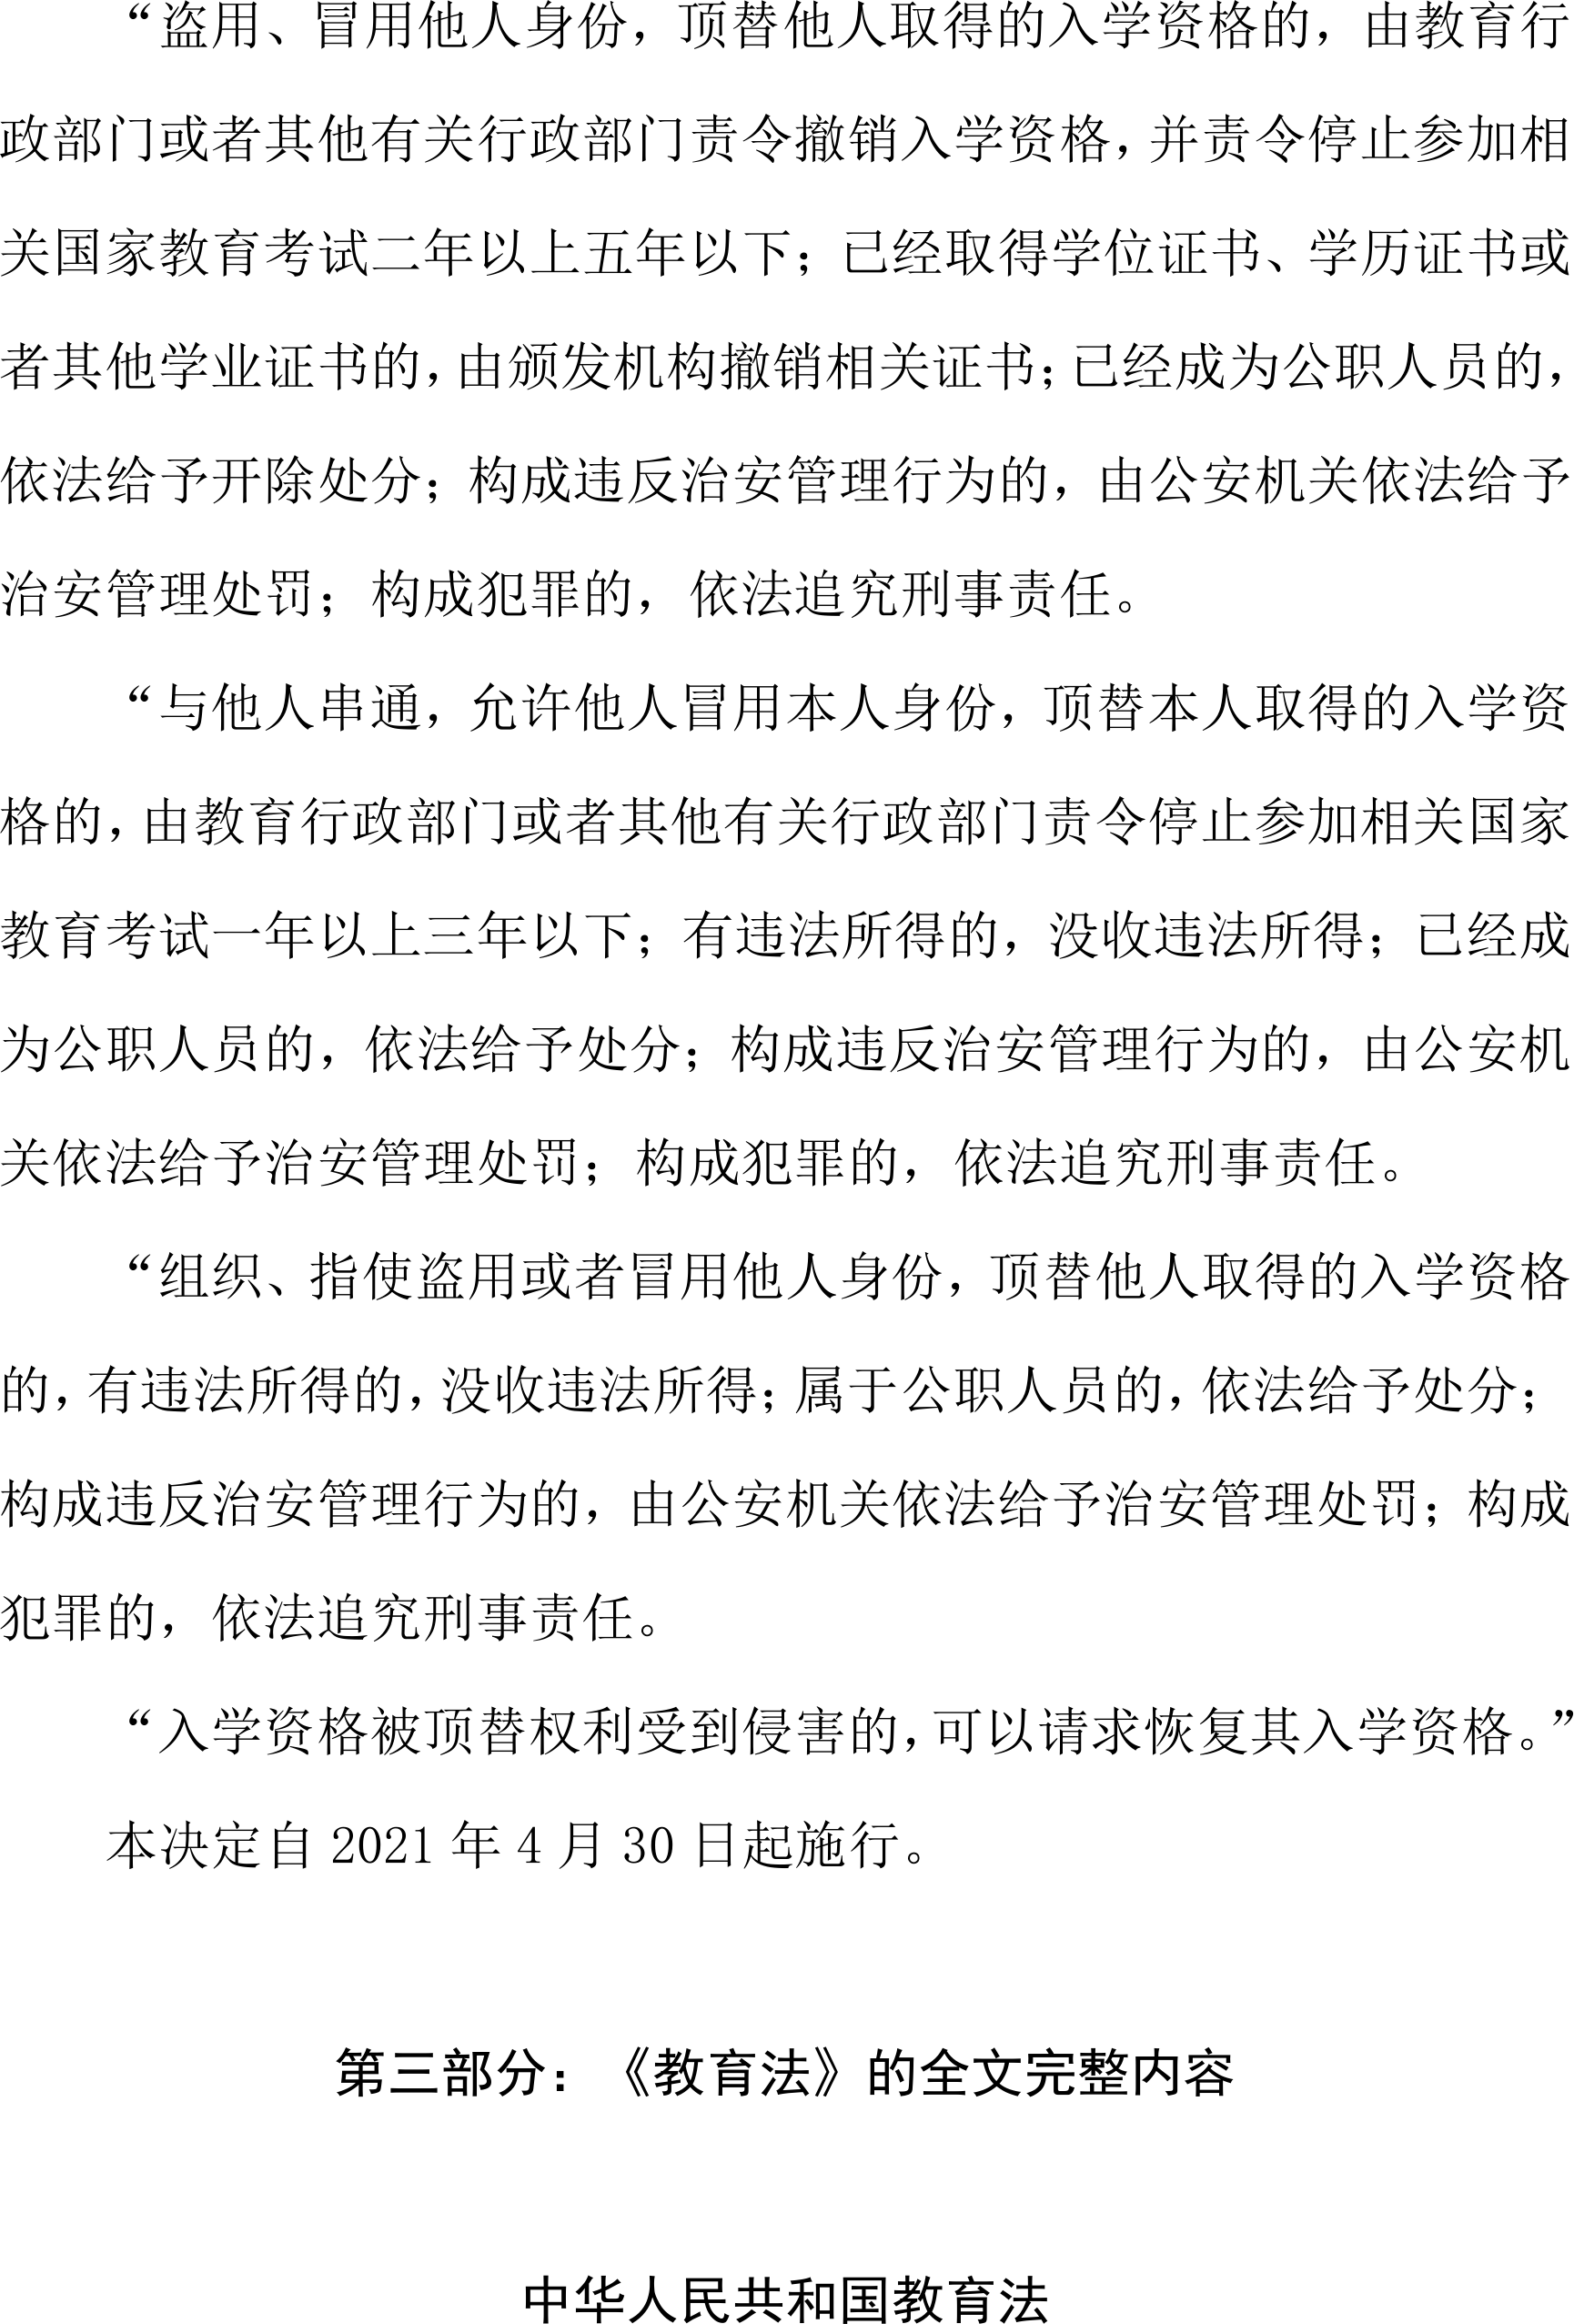 “盗用、冒用他人身份，顶替他人取得的入学资格的，由教育行
政部门或者其他有关行政部门责令撤销入学资格，并责令停止参加相
关国家教育考试二年以上五年以下；已经取得学位证书、学历证书或
者其他学业证书的，由颁发机构撤销相关证书；已经成为公职人员的，
依法给予开除处分；构成违反治安管理行为的，由公安机关依法给予
治安管理处罚；构成犯罪的，依法追究刑事责任。
“与他人串通，允许他人冒用本人身份，顶替本人取得的入学资
格的，由教育行政部门或者其他有关行政部门责令停止参加相关国家
教育考试一年以上三年以下；有违法所得的，没收违法所得；已经成
为公职人员的，依法给予处分；构成违反治安管理行为的，由公安机
关依法给予治安管理处罚；构成犯罪的，依法追究刑事责任。
“组织、指使盗用或者冒用他人身份，顶替他人取得的入学资格
的，有违法所得的，没收违法所得；属于公职人员的，依法给予处分；
构成违反治安管理行为的，由公安机关依法给予治安管理处罚；构成
犯罪的，依法追究刑事责任。
“入学资格被顶替权利受到侵害的，可以请求恢复其入学资格。”
本决定自 2021 年 4 月 30 日起施行。
第三部分：《教育法》的全文完整内容
中华人民共和国教育法